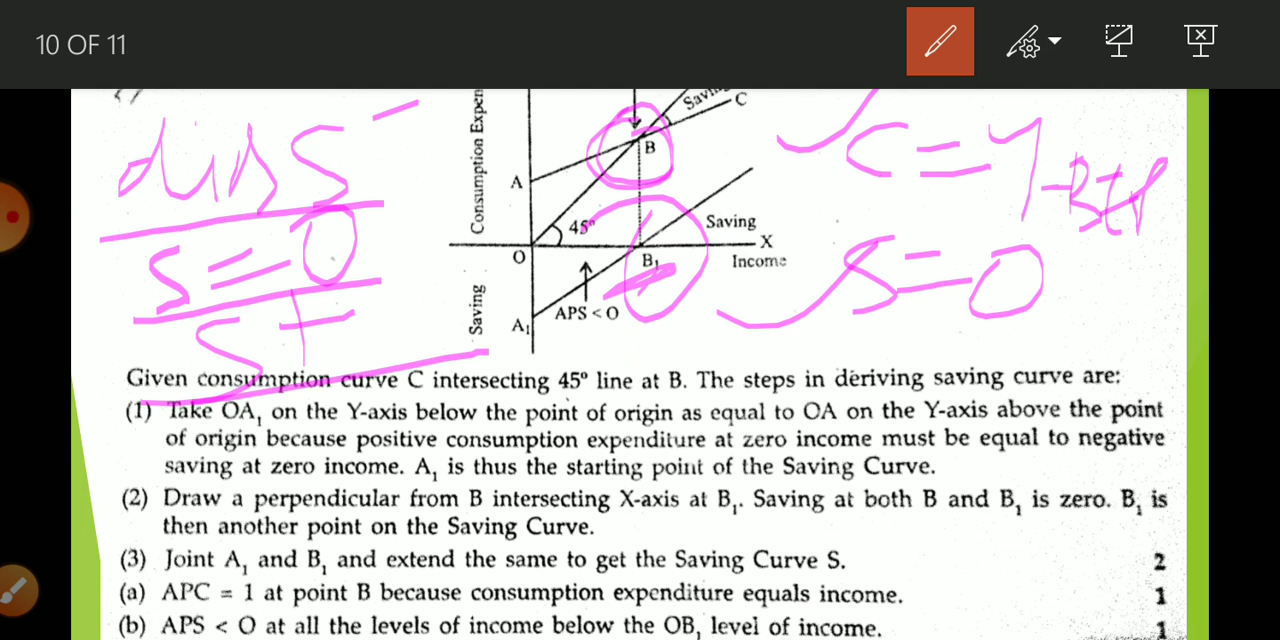 10 OF 11
Consumption Expen
Savin
C
B
A
45°
O
Saving
X
B₁
Income
Saving
APS < O
A₁
diss
S = 0
C = Y
S = 0
Given consumption curve C intersecting 45° line at B. The steps in deriving saving curve are:
(1) Take OA₁ on the Y-axis below the point of origin as equal to OA on the Y-axis above the point
of origin because positive consumption expenditure at zero income must be equal to negative
saving at zero income. A₁ is thus the starting point of the Saving Curve.
(2) Draw a perpendicular from B intersecting X-axis at B₁. Saving at both B and B₁ is zero. B₁ is
then another point on the Saving Curve.
(3) Joint A₁ and B₁ and extend the same to get the Saving Curve S. 2
(a) APC = 1 at point B because consumption expenditure equals income. 1
(b) APS < O at all the levels of income below the OB₁ level of income. 1